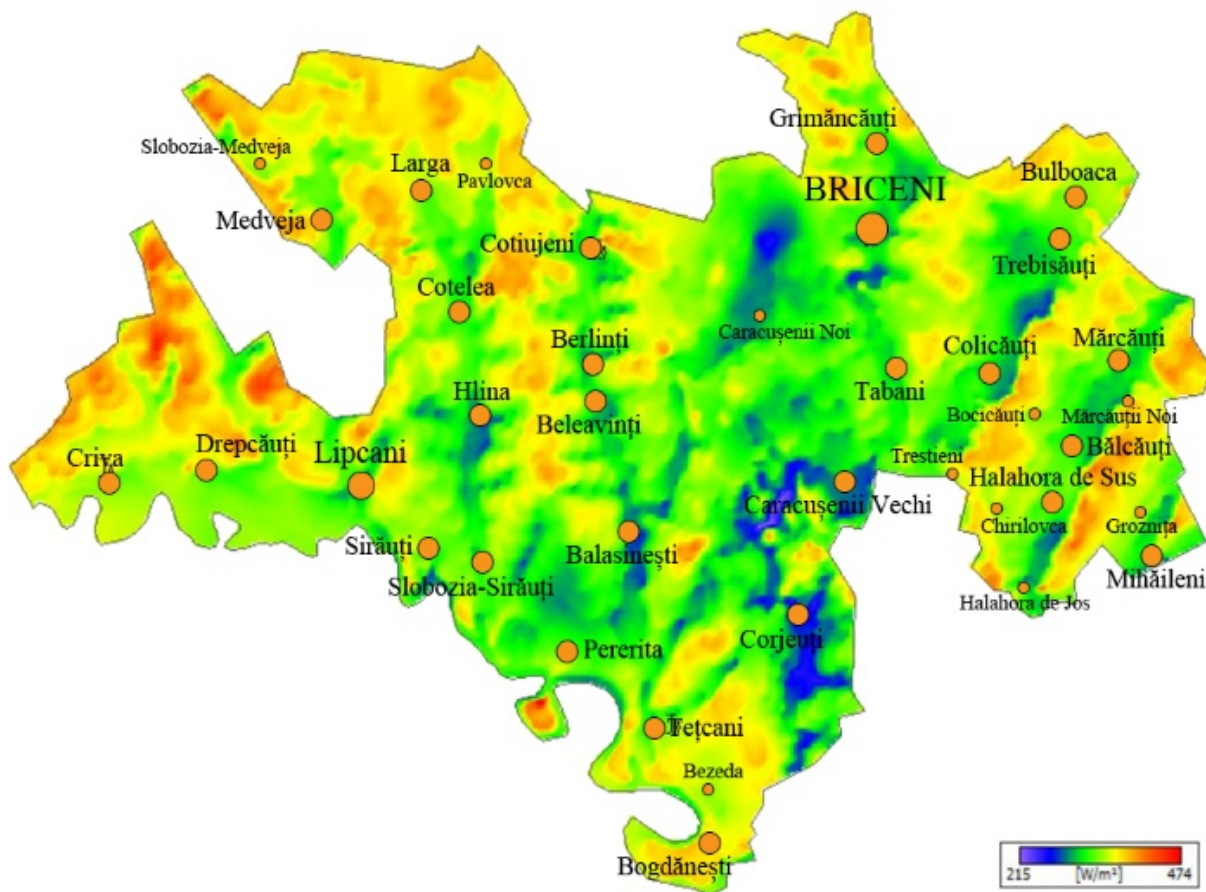 Grimăncăuți
Slobozia-Medveja
Larga
Pavlovca
BRICENI
Bulboaca
Medveja
Cotiujeni
Trebisăuți
Cotelea
Caracușenii Noi
Berlinți
Colicăuți
Mărcăuți
Tabani
Hlina
Beleavinți
Bocicăuți
Mărcăuții Noi
Drepcăuți
Lipcani
Criva
Trestieni
Bălcăuți
Halahora de Sus
Caracușenii Vechi
Chirilovca
Groznița
Sirăuți
Balasinești
Slobozia-Sirăuți
Mihăileni
Halahora de Jos
Corjeuți
Pererita
Tețcani
Bezeda
Bogdănești
215 [W/m²] 474